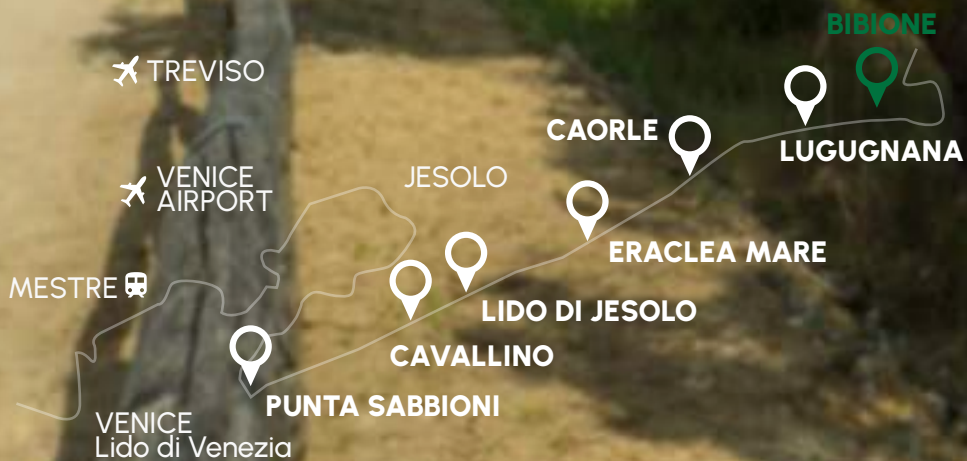 BIBIONE
TREVISO
CAORLE
LUGUGNANA
VENICE
AIRPORT
JESOLO
ERACLEA MARE
MESTRE
LIDO DI JESOLO
CAVALLINO
PUNTA SABBIONI
VENICE
Lido di Venezia